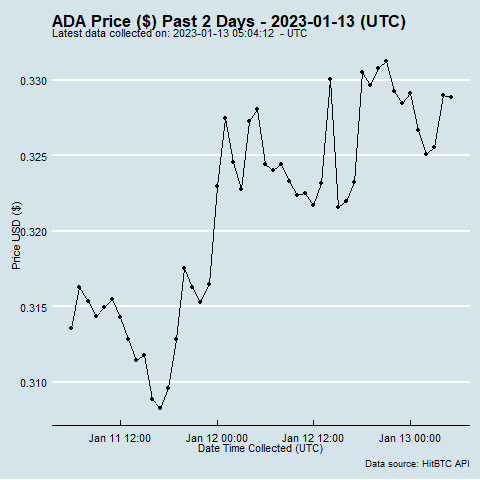 ADA Price ($) Past 2 Days - 2023-01-13 (UTC)
Latest data collected on: 2023-01-13 05:04:12  - UTC
Price USD ($)
0.330
0.325
0.320
0.315
0.310
Jan 11 12:00 Jan 12 00:00 Jan 12 12:00 Jan 13 00:00
Date Time Collected (UTC)
Data source: HitBTC API